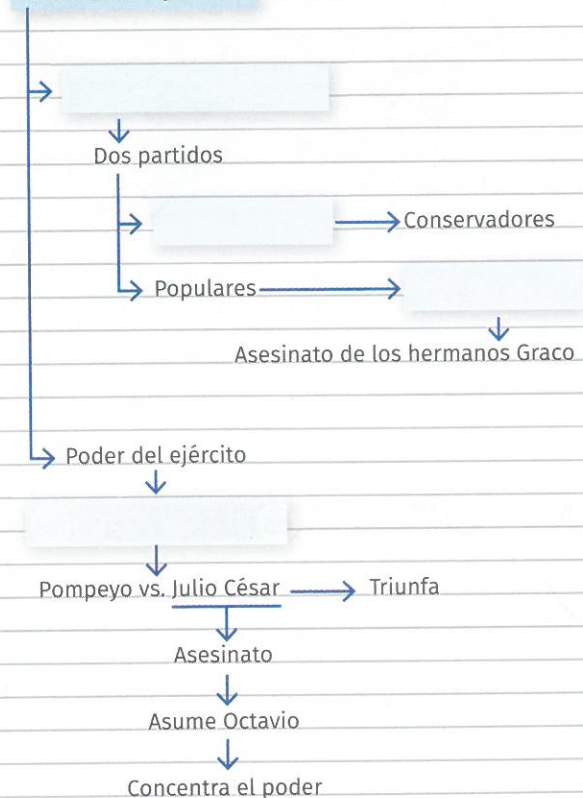 Dos partidos
Conservadores
Populares
Asesinato de los hermanos Graco
Poder del ejército
Pompeyo vs. Julio César
Triunfa
Asesinato
Asume Octavio
Concentra el poder